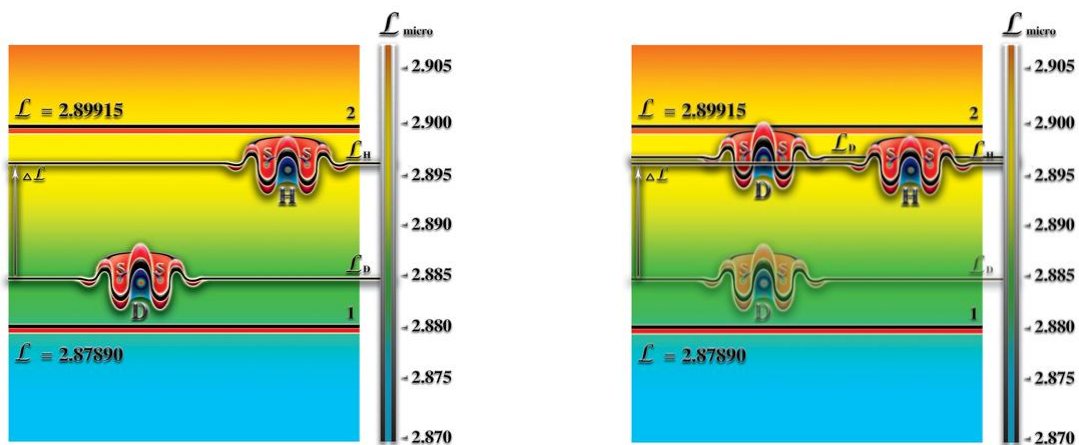 ℒ micro
2.905
ℒ ≡ 2.89915 2
2.900
ℒH
ΔℒS S
2.895
H
2.890
ℒD
2.885
S S
D
1
2.880
ℒ ≡ 2.87890
2.875
2.870
ℒ micro
2.905
ℒ ≡ 2.89915 2
2.900
S S ℒD S S ℒH
Δℒ
2.895
D H
2.890
ℒD
2.885
S S
D
1
2.880
ℒ ≡ 2.87890
2.875
2.870